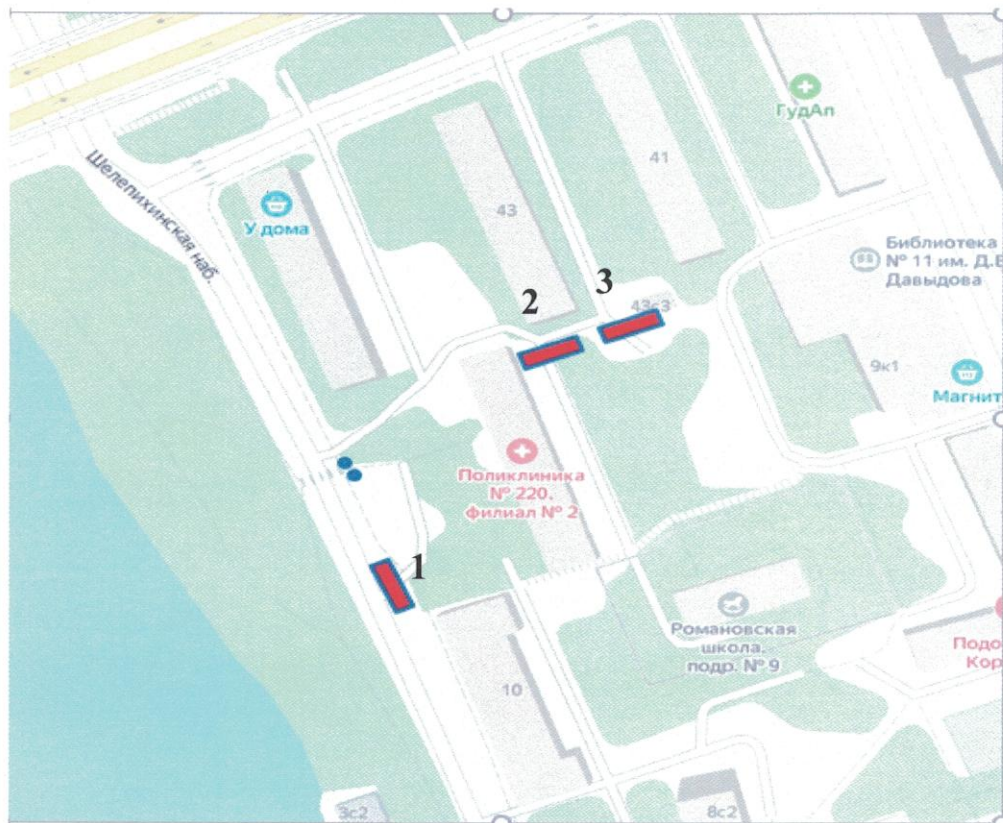 ГудАп
41
Шелепихинская наб.
43
У дома
Библиотека
№ 11 им. Д.В
Давыдова
2
3
43с3
9к1
Магнит
Поликлиника
№ 220.
филиал № 2
1
Романовская
школа.
подр. № 9
Подо
Кор
10
3с2
8с2